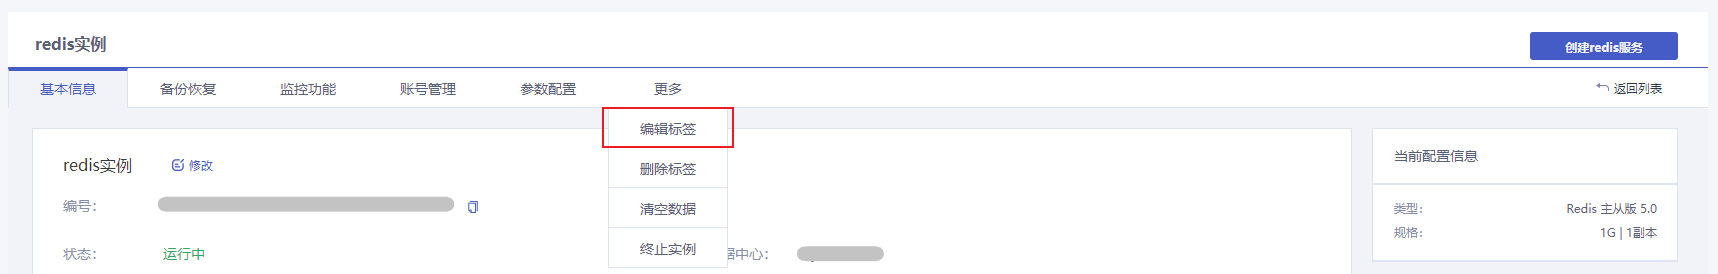 redis实例
创建redis服务
基本信息 备份恢复 监控功能 账号管理 参数配置 更多 返回列表
编辑标签
删除标签
清空数据
终止实例
redis实例 修改
编号：
状态： 运行中 据中心：
当前配置信息
类型： Redis 主从版 5.0
规格： 1G | 1副本